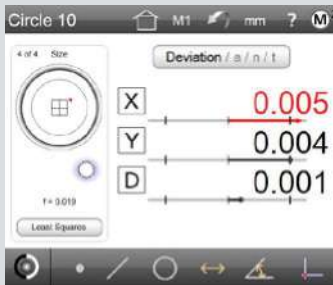 Circle 10 M1 mm ? M
4 of 4 Size
Deviation / a / n / t
X 0.005
Y 0.004
D 0.001
f = 0.019
Least Squares